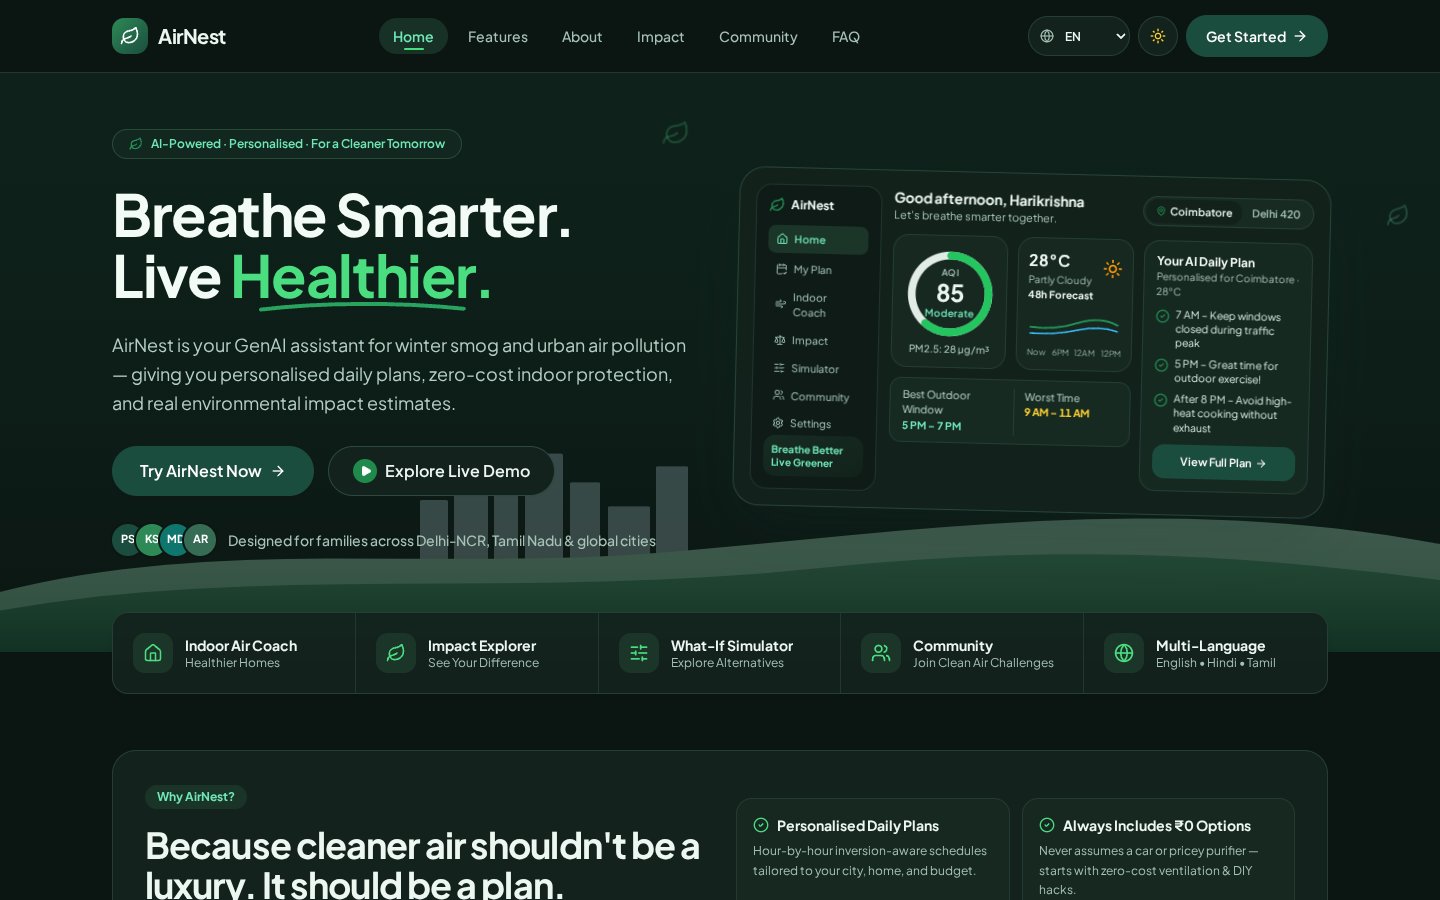 AirNest
Home
Features
About
Impact
Community
FAQ
EN
Get Started
AI-Powered · Personalised · For a Cleaner Tomorrow
Breathe Smarter.
Live Healthier.
AirNest is your GenAI assistant for winter smog and urban air pollution
— giving you personalised daily plans, zero-cost indoor protection,
and real environmental impact estimates.
Try AirNest Now
Explore Live Demo
PS
KS
MD
AR
Designed for families across Delhi-NCR, Tamil Nadu & global cities
AirNest
Home
My Plan
Indoor
Coach
Impact
Simulator
Community
Settings
Breathe Better
Live Greener
Good afternoon, Harikrishna
Let's breathe smarter together.
Coimbatore
Delhi 420
AQI
85
Moderate
PM2.5: 28 µg/m³
28°C
Partly Cloudy
48h Forecast
Now 6PM 12AM 12PM
Best Outdoor
Window
5 PM – 7 PM
Worst Time
9 AM – 11 AM
Your AI Daily Plan
Personalised for Coimbatore ·
28°C
7 AM – Keep windows
closed during traffic
peak
5 PM – Great time for
outdoor exercise!
After 8 PM – Avoid high-
heat cooking without
exhaust
View Full Plan
Indoor Air Coach
Healthier Homes
Impact Explorer
See Your Difference
What-If Simulator
Explore Alternatives
Community
Join Clean Air Challenges
Multi-Language
English • Hindi • Tamil
Why AirNest?
Because cleaner air shouldn't be a
luxury. It should be a plan.
Personalised Daily Plans
Hour-by-hour inversion-aware schedules
tailored to your city, home, and budget.
Always Includes ₹0 Options
Never assumes a car or pricey purifier —
starts with zero-cost ventilation & DIY
hacks.